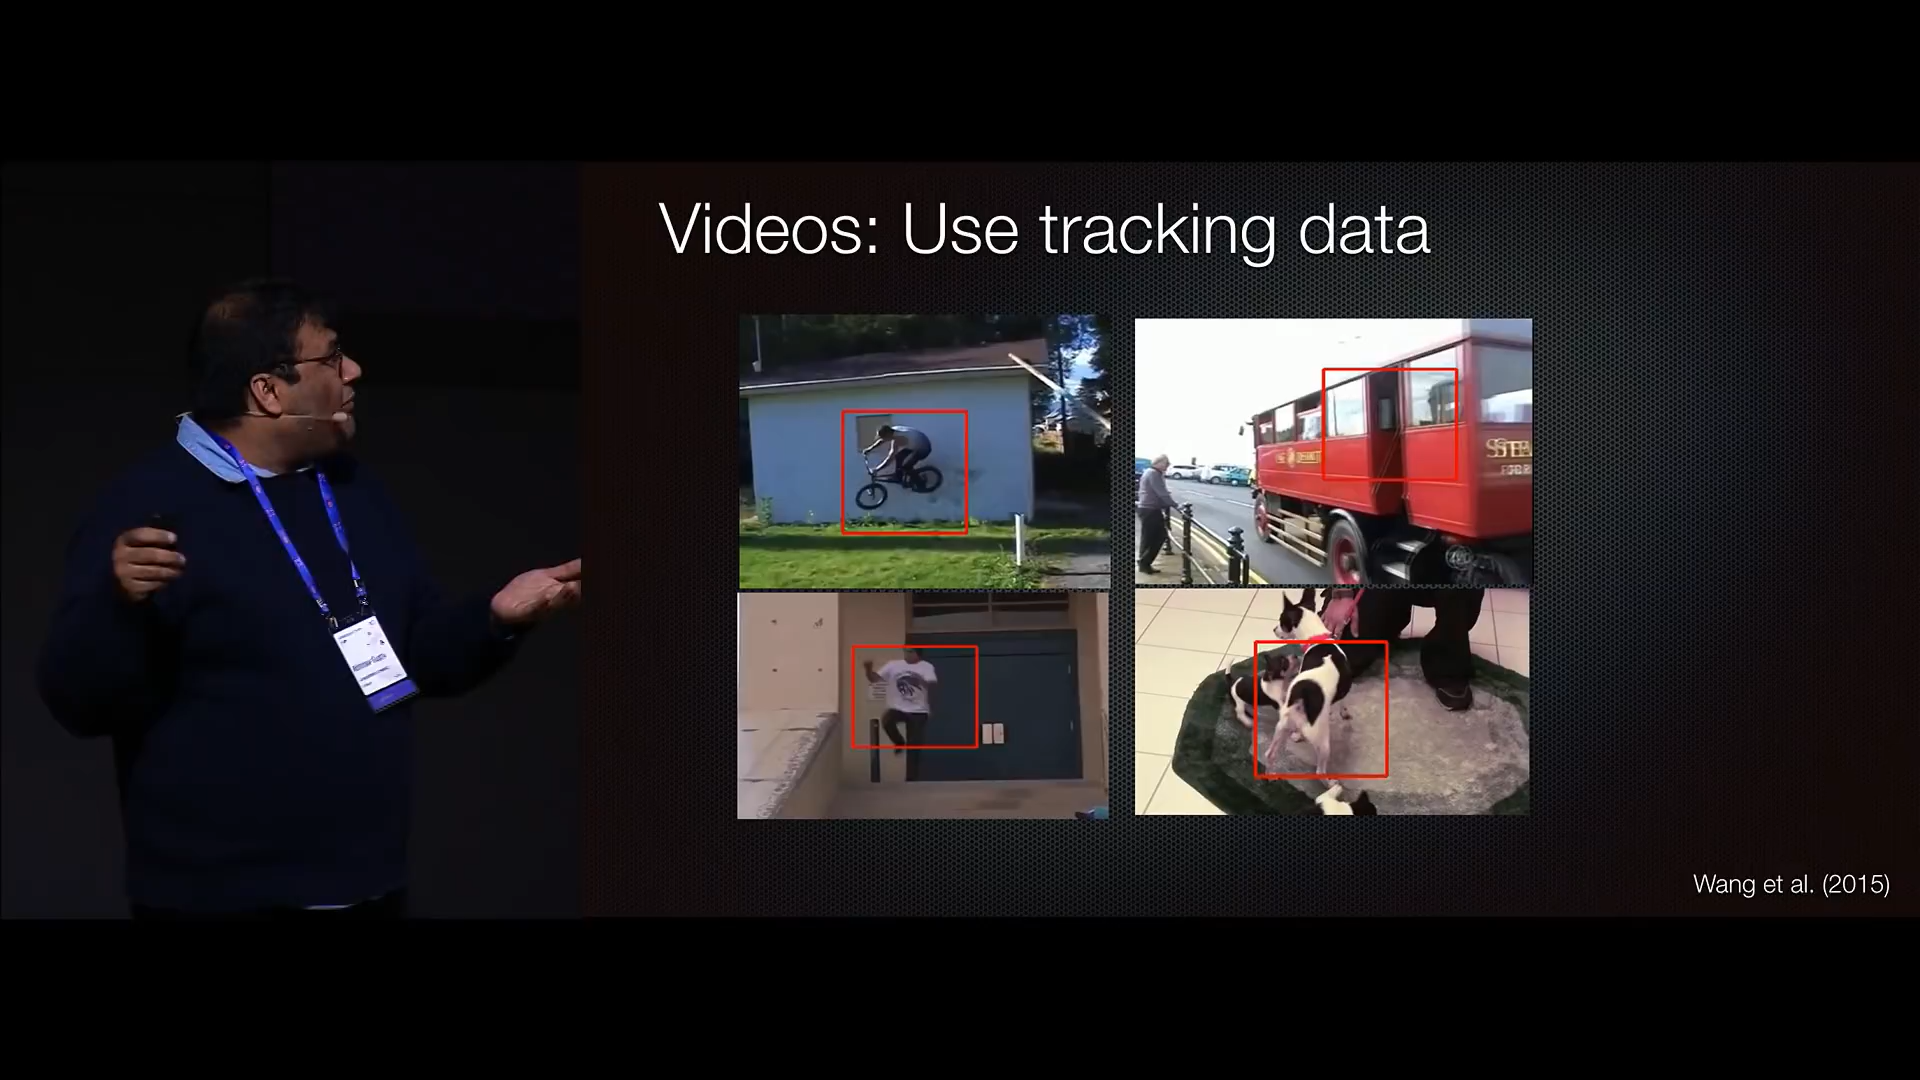 Videos: Use tracking data
Wang et al. (2015)